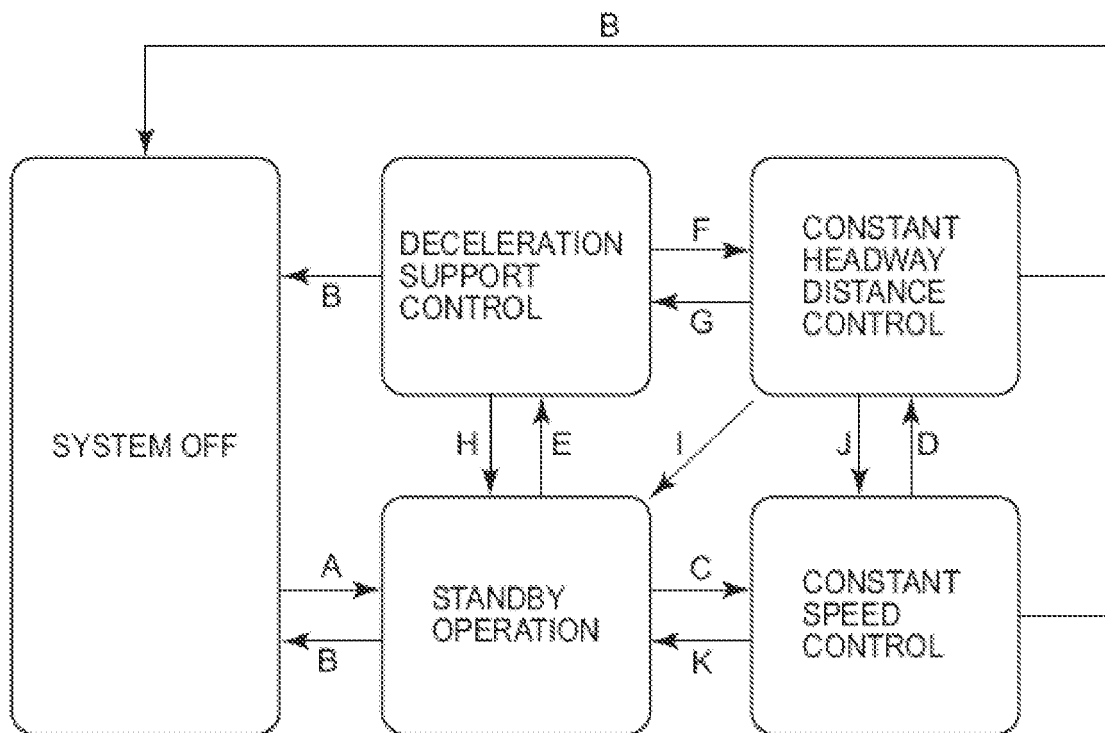 B
DECELERATION
SUPPORT
CONTROL
F
CONSTANT
HEADWAY
DISTANCE
CONTROL
B
G
SYSTEM OFF
H
E
I
J
D
A
STANDBY
OPERATION
C
CONSTANT
SPEED
CONTROL
B
K